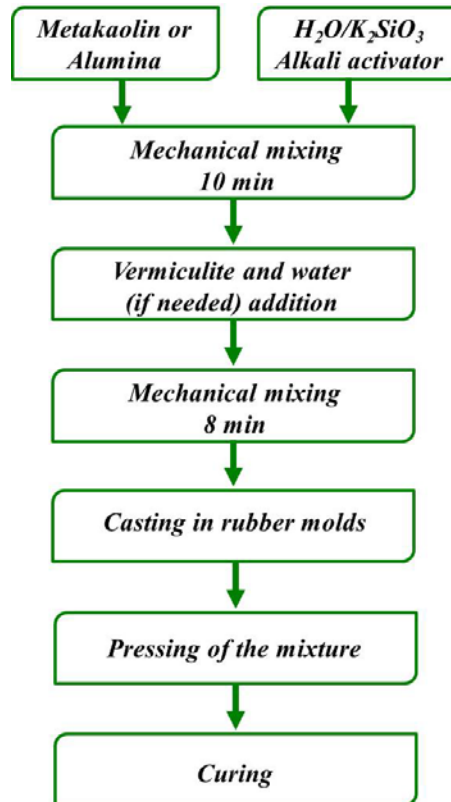 Metakaolin or
Alumina
H₂O/K₂SiO₃
Alkali activator
Mechanical mixing
10 min
Vermiculite and water
(if needed) addition
Mechanical mixing
8 min
Casting in rubber molds
Pressing of the mixture
Curing